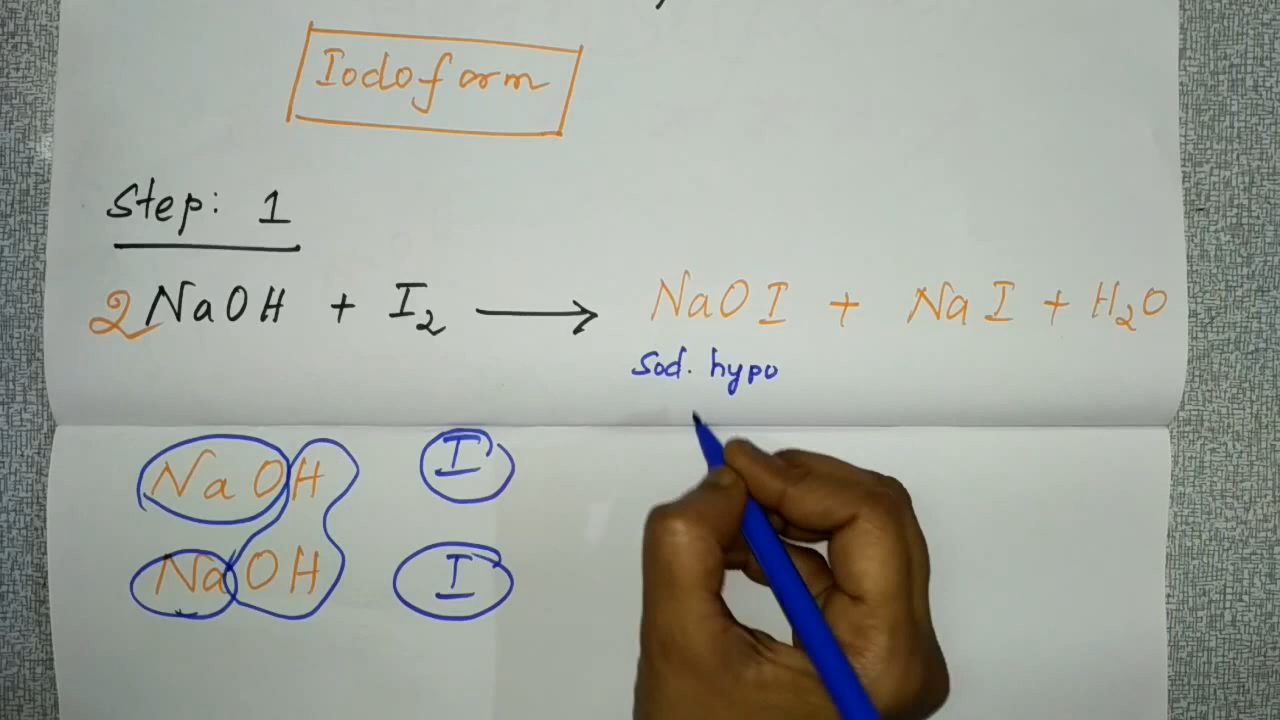 Iodoform
Step: 1
2NaOH + I₂ ⟶ NaOI + NaI + H₂O
Sod. hypo
NaOH I
NaOH I